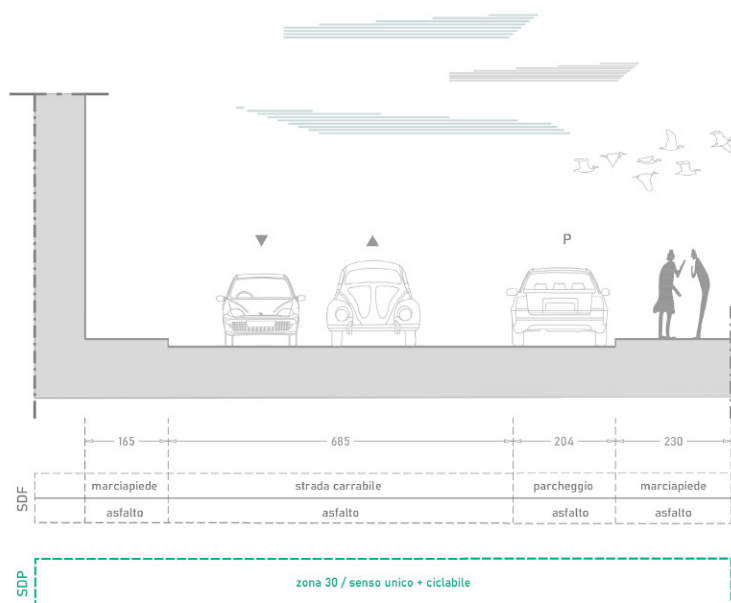 P
165 685 204 230
SDF
marciapiede strada carrabile parcheggio marciapiede
asfalto asfalto asfalto asfalto
SDP
zona 30 / senso unico + ciclabile